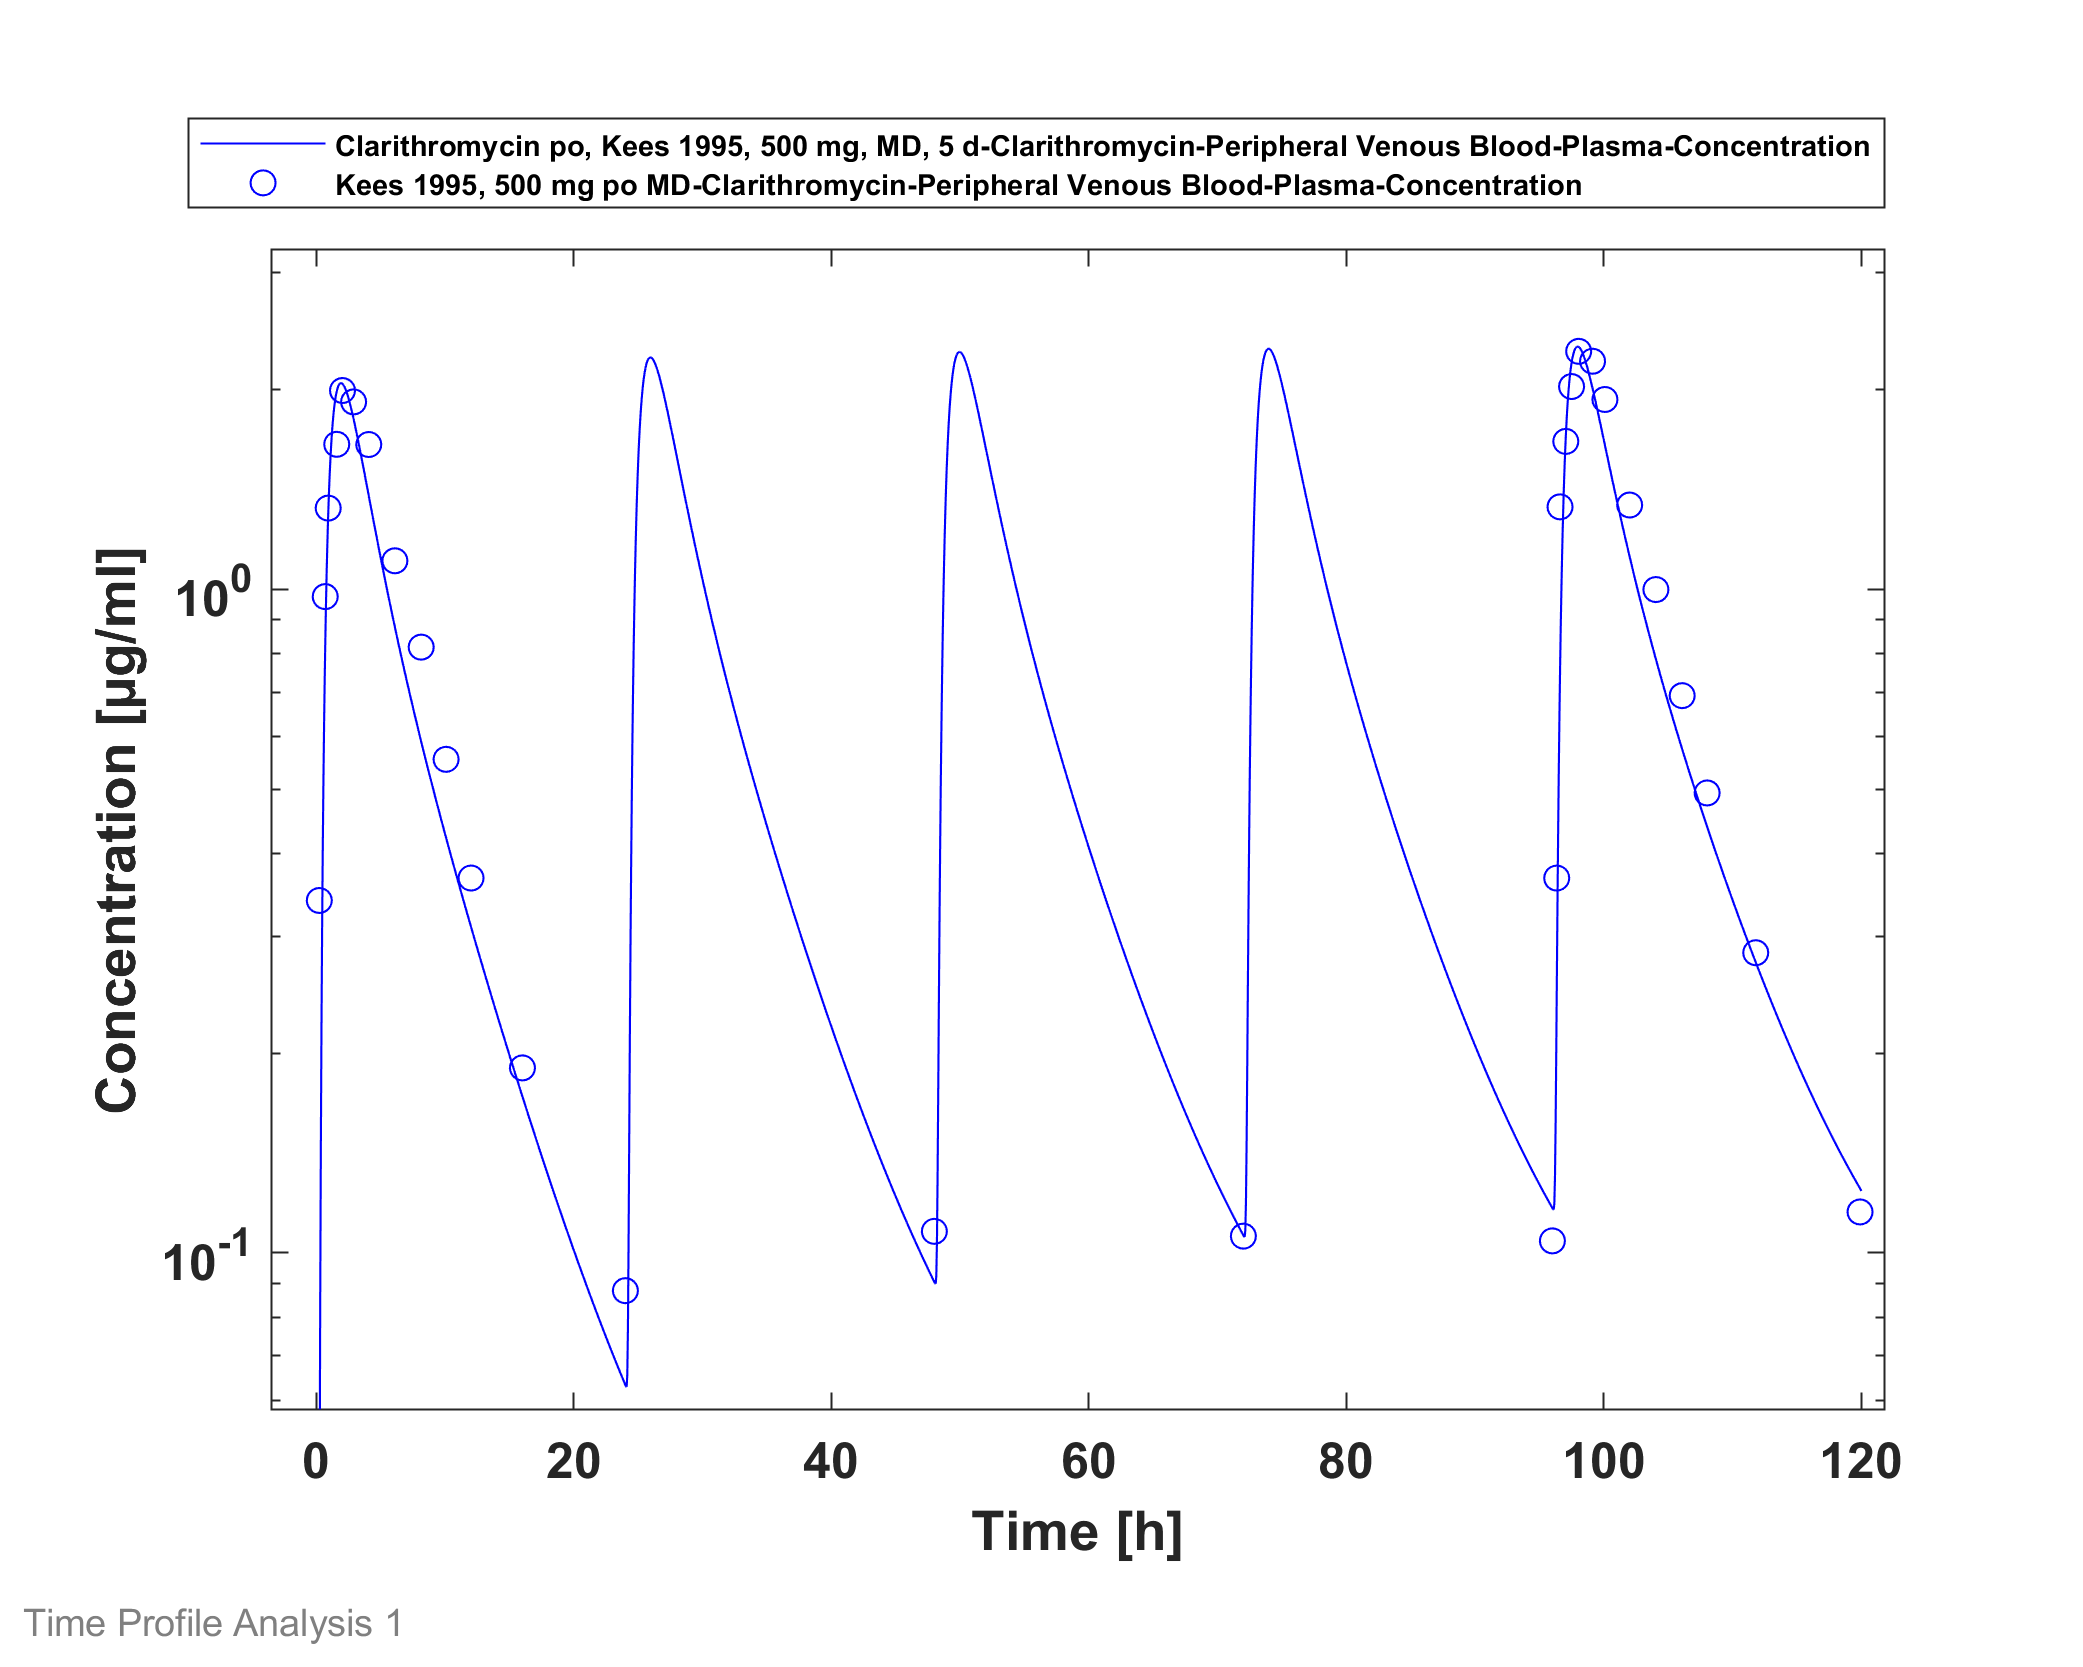 Clarithromycin po, Kees 1995, 500 mg, MD, 5 d-Clarithromycin-Peripheral Venous Blood-Plasma-Concentration
Kees 1995, 500 mg po MD-Clarithromycin-Peripheral Venous Blood-Plasma-Concentration
Concentration [µg/ml]
10^0
10^-1
0 20 40 60 80 100 120
Time [h]
Time Profile Analysis 1